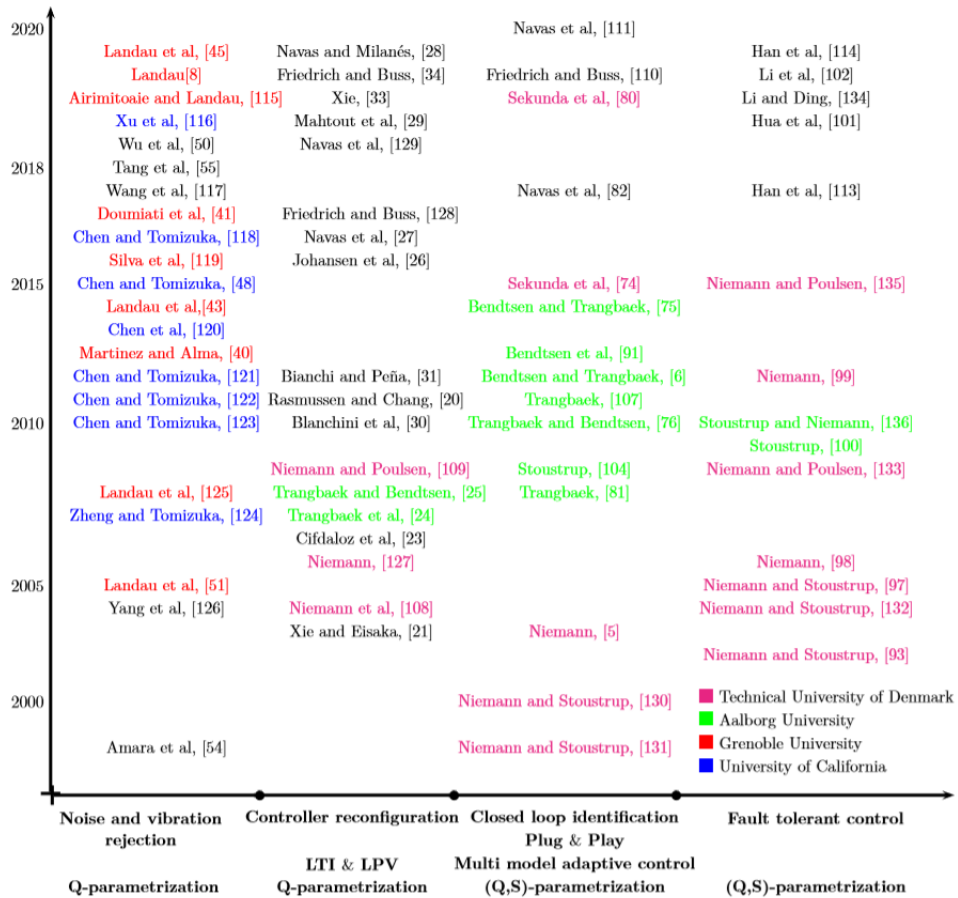 2020
Navas et al, [111]
Landau et al, [45] Navas and Milanés, [28] Han et al, [114]
Landau[8] Friedrich and Buss, [34] Friedrich and Buss, [110] Li et al, [102]
Airimitoaie and Landau, [115] Xie, [33] Sekunda et al, [80] Li and Ding, [134]
Xu et al, [116] Mahtout et al, [29] Hua et al, [101]
Wu et al, [50] Navas et al, [129]
2018 Tang et al, [55]
Wang et al, [117] Navas et al, [82] Han et al, [113]
Doumiati et al, [41] Friedrich and Buss, [128]
Chen and Tomizuka, [118] Navas et al, [27]
Silva et al, [119] Johansen et al, [26]
2015 Chen and Tomizuka, [48] Sekunda et al, [74] Niemann and Poulsen, [135]
Landau et al,[43] Bendtsen and Trangbaek, [75]
Chen et al, [120]
Martinez and Alma, [40] Bendtsen et al, [91]
Chen and Tomizuka, [121] Bianchi and Peña, [31] Bendtsen and Trangbaek, [6] Niemann, [99]
Chen and Tomizuka, [122] Rasmussen and Chang, [20] Trangbaek, [107]
2010 Chen and Tomizuka, [123] Blanchini et al, [30] Trangbaek and Bendtsen, [76] Stoustrup and Niemann, [136]
Stoustrup, [100]
Niemann and Poulsen, [109] Stoustrup, [104] Niemann and Poulsen, [133]
Landau et al, [125] Trangbaek and Bendtsen, [25] Trangbaek, [81]
Zheng and Tomizuka, [124] Trangbaek et al, [24]
Cifdaloz et al, [23]
Niemann, [127] Niemann, [98]
2005 Landau et al, [51] Niemann and Stoustrup, [97]
Yang et al, [126] Niemann et al, [108] Niemann and Stoustrup, [132]
Xie and Eisaka, [21] Niemann, [5]
Niemann and Stoustrup, [93]
2000 Niemann and Stoustrup, [130] Technical University of Denmark
Aalborg University
Amara et al, [54] Niemann and Stoustrup, [131] Grenoble University
University of California
Noise and vibration Controller reconfiguration Closed loop identification Fault tolerant control
rejection Plug & Play
LTI & LPV Multi model adaptive control
Q-parametrization Q-parametrization (Q,S)-parametrization (Q,S)-parametrization